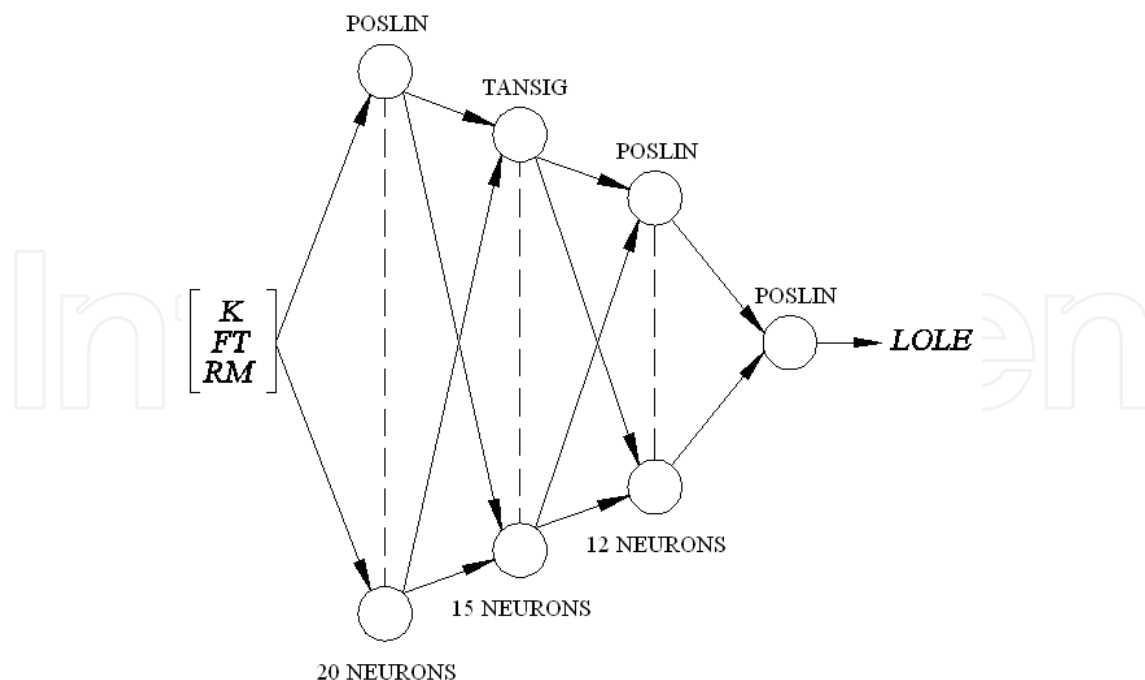 POSLIN
TANSIG
POSLIN
POSLIN
K
FT
RM
LOLE
12 NEURONS
15 NEURONS
20 NEURONS